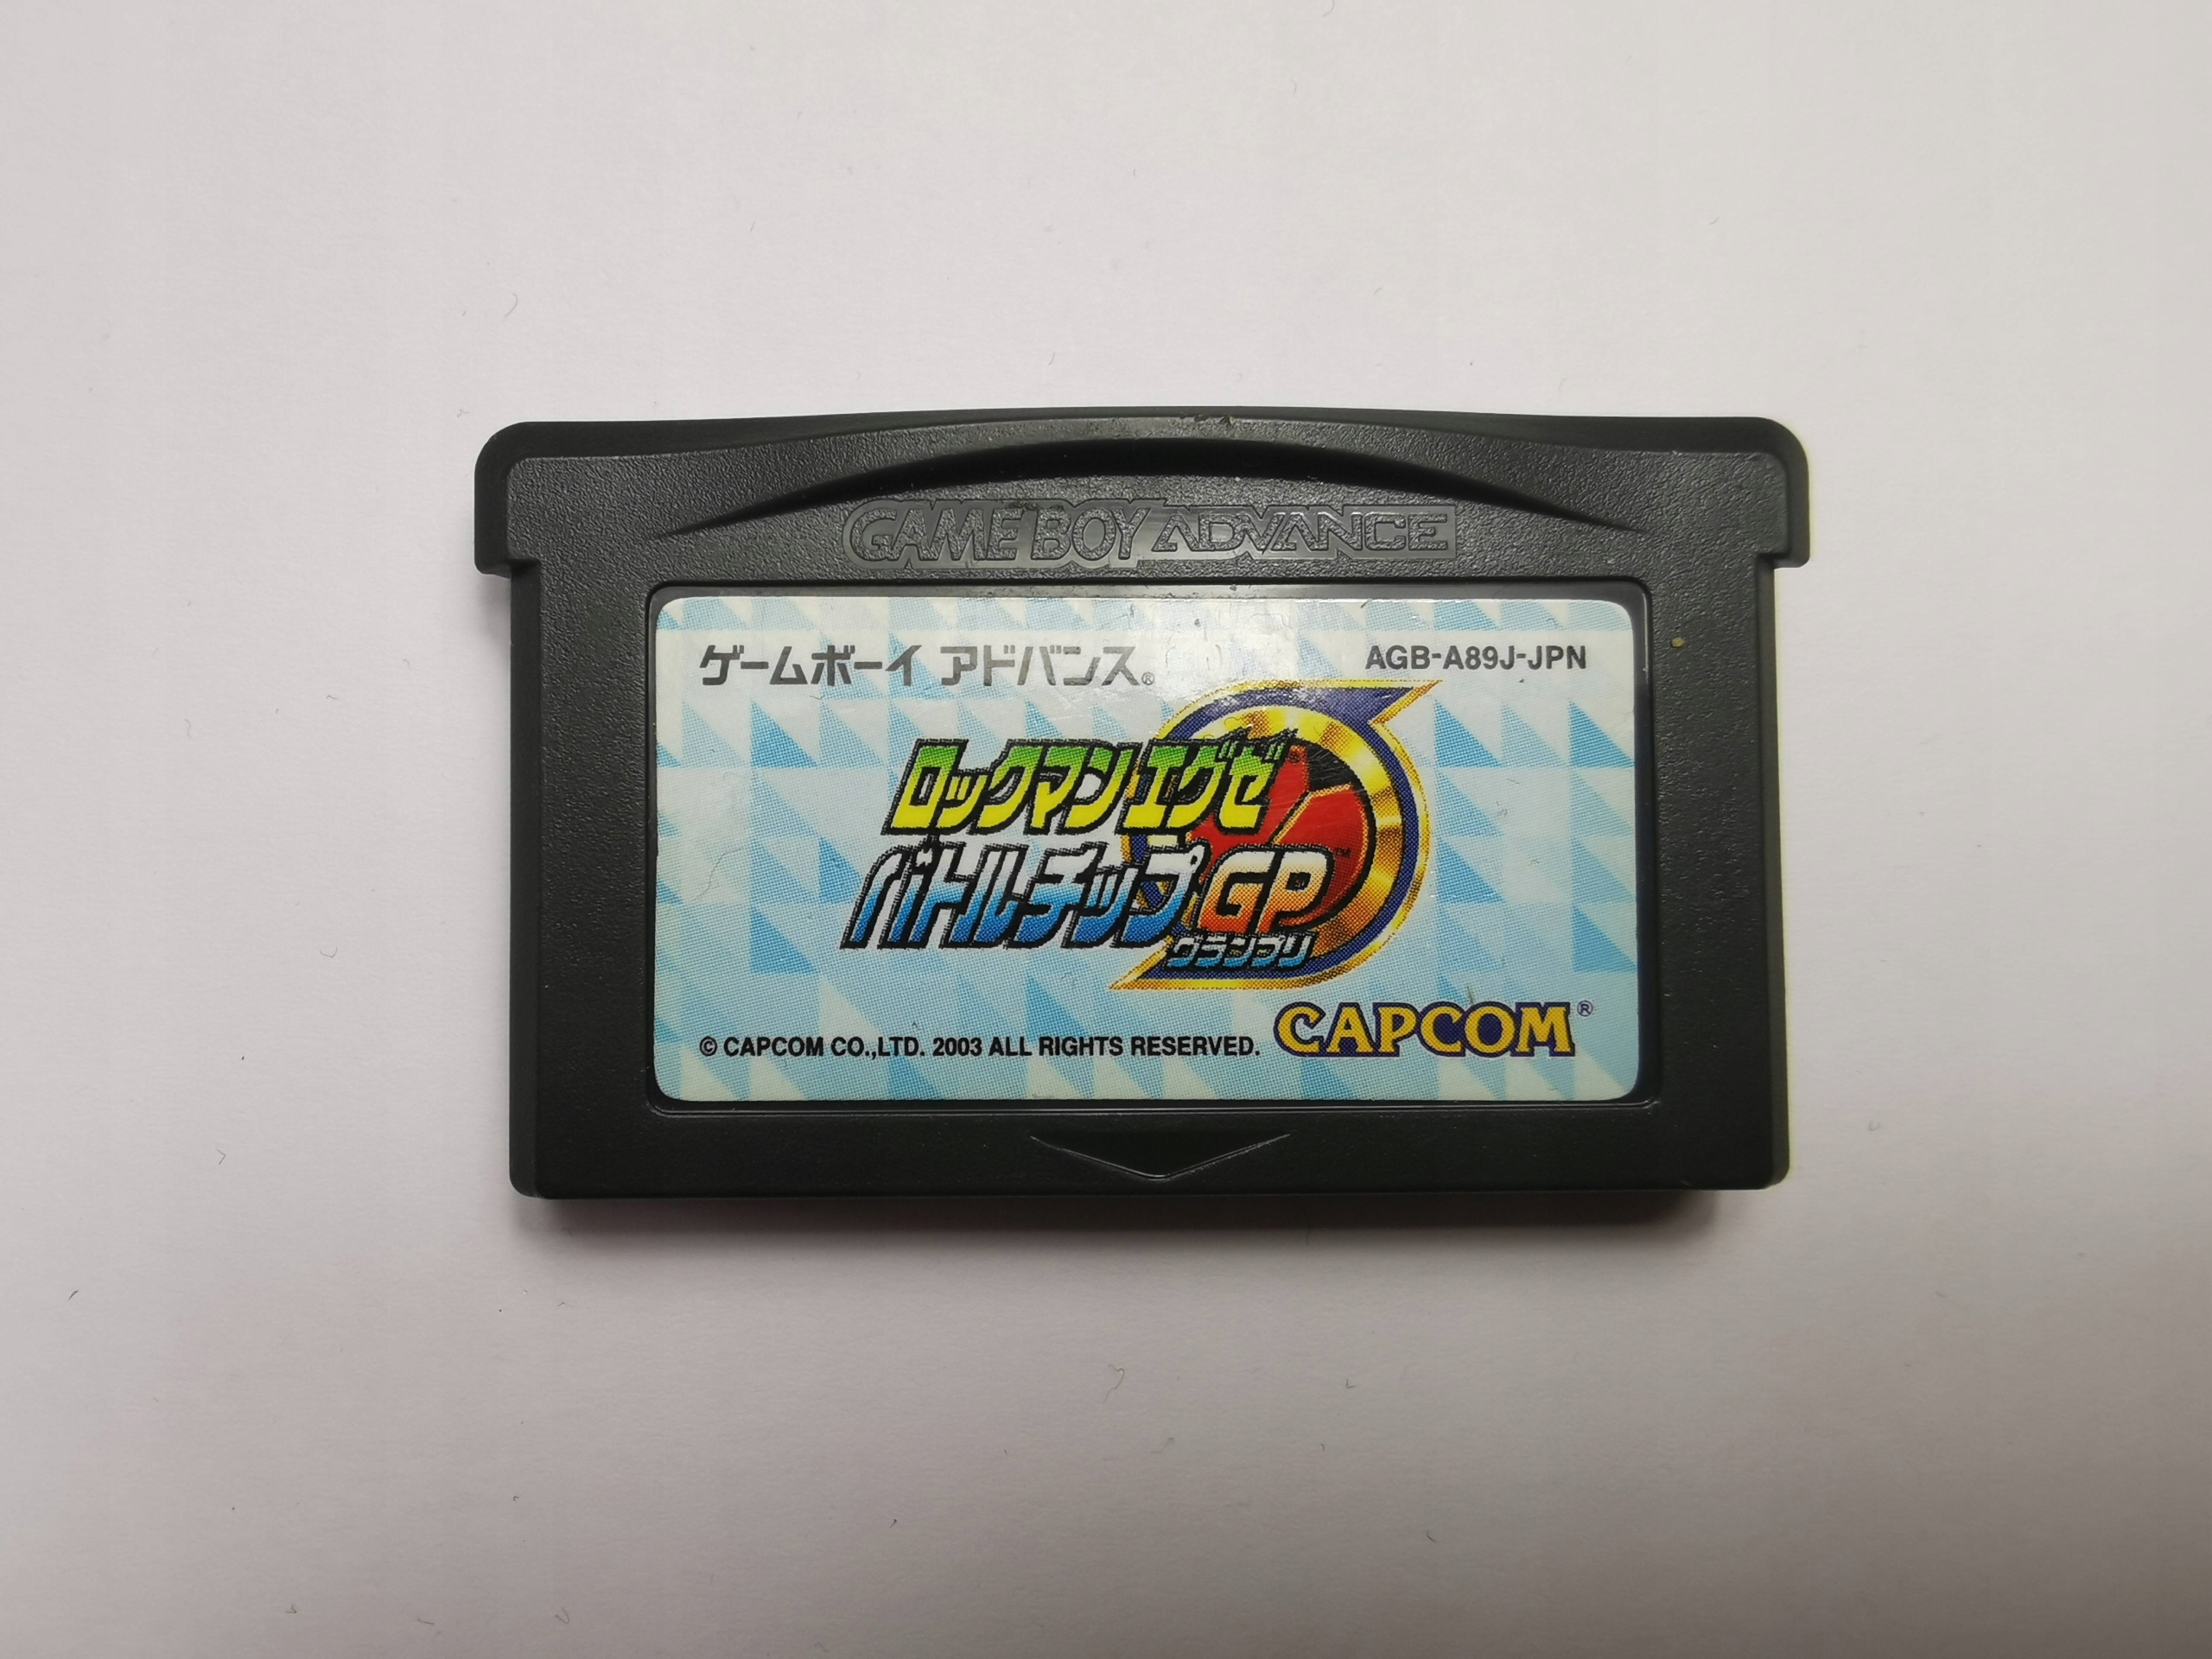 GAME BOY ADVANCE
ゲームボーイ アドバンス®
AGB-A89J-JPN
ロックマン エグゼ®
バトルチップGP™
グランプリ
© CAPCOM CO.,LTD. 2003 ALL RIGHTS RESERVED.
CAPCOM®